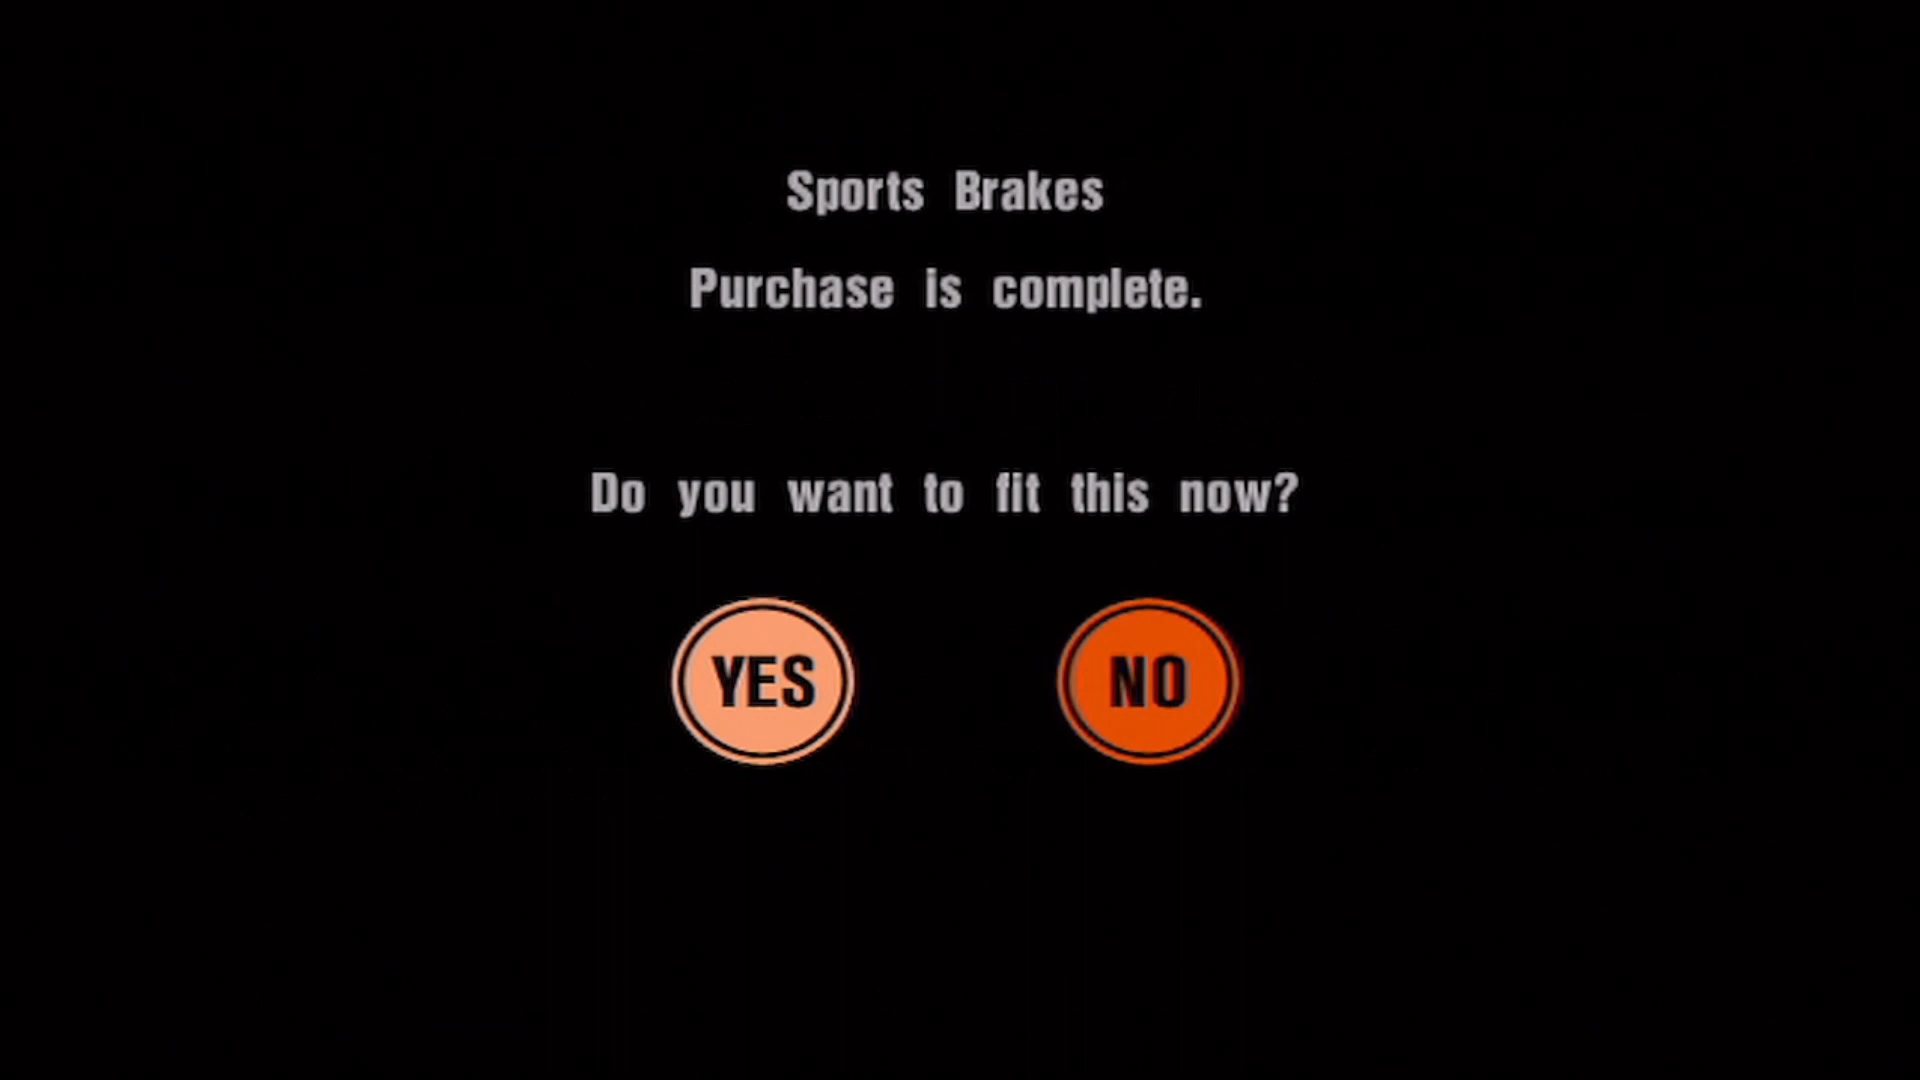 Sports Brakes
Purchase is complete.
Do you want to fit this now?
YES NO